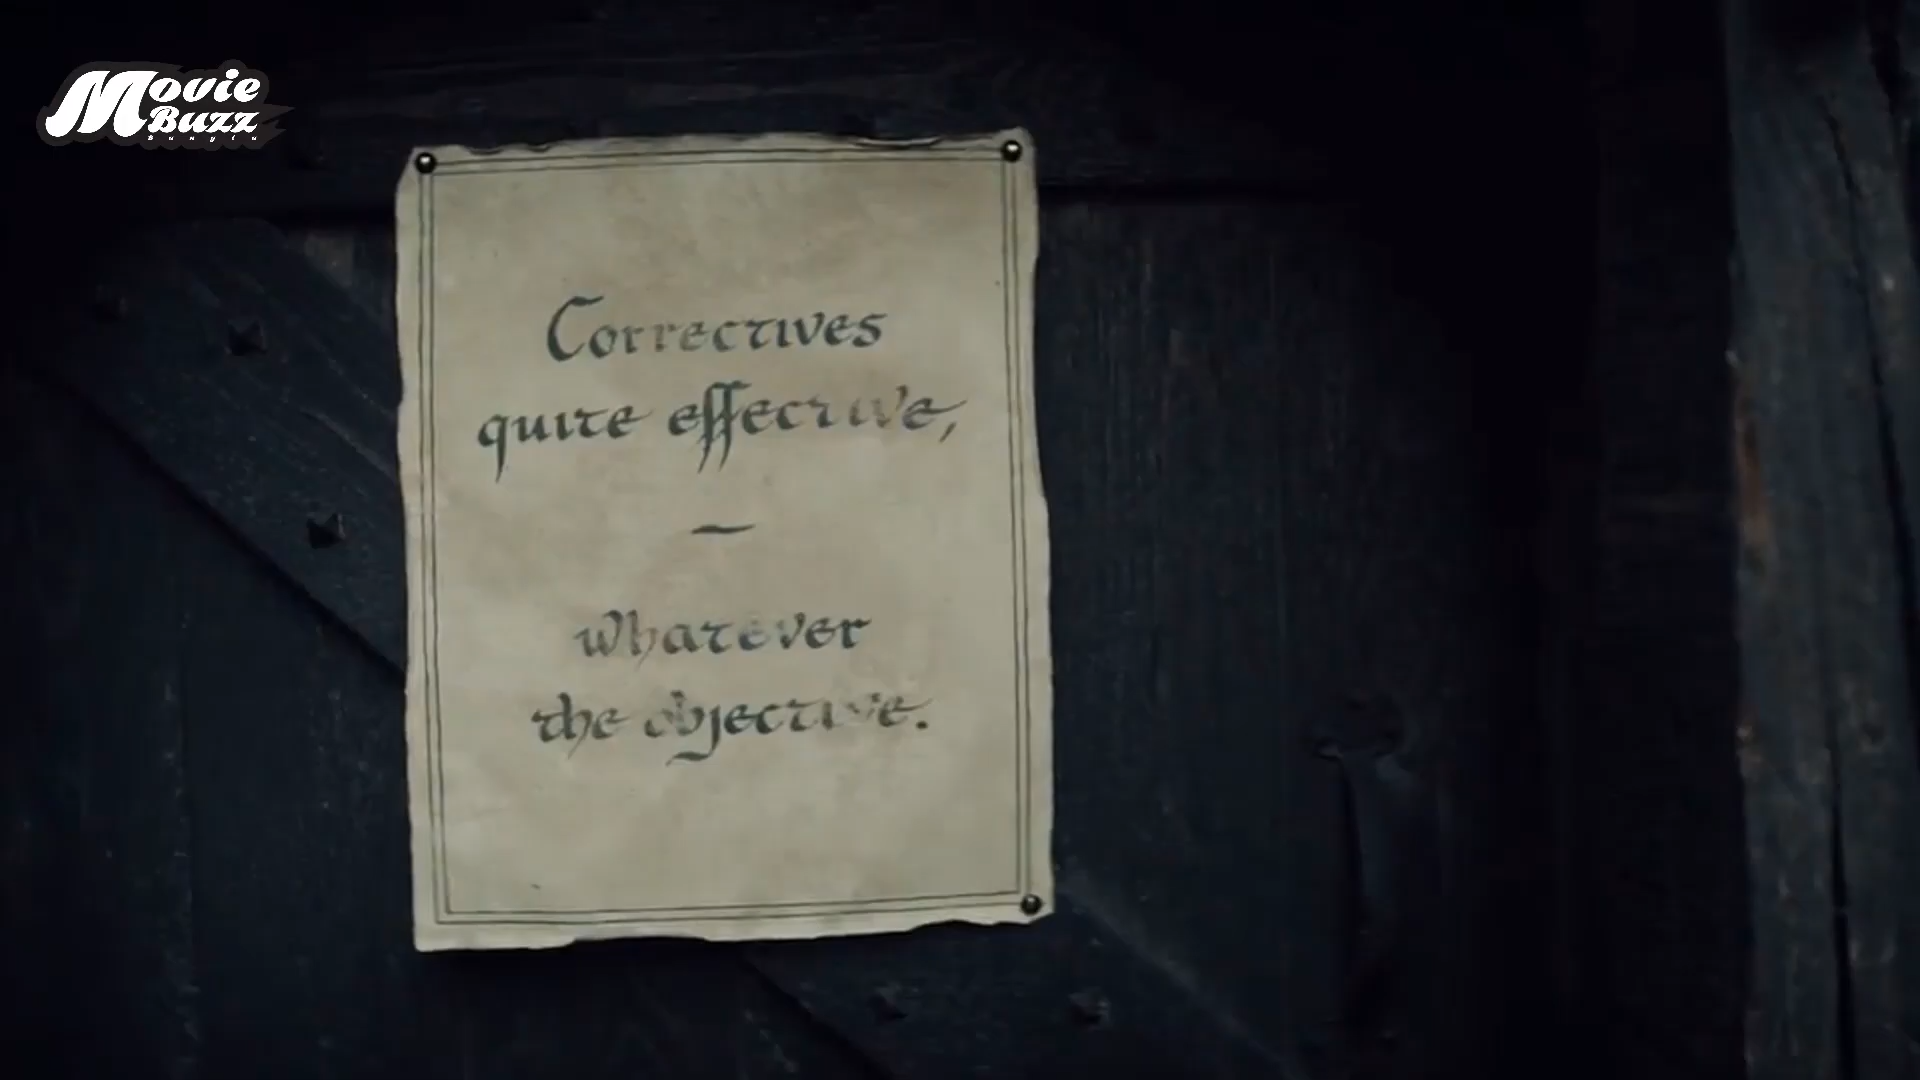 Movie
Buzz
Correctives
quite effective,
—
whatever
the objective.